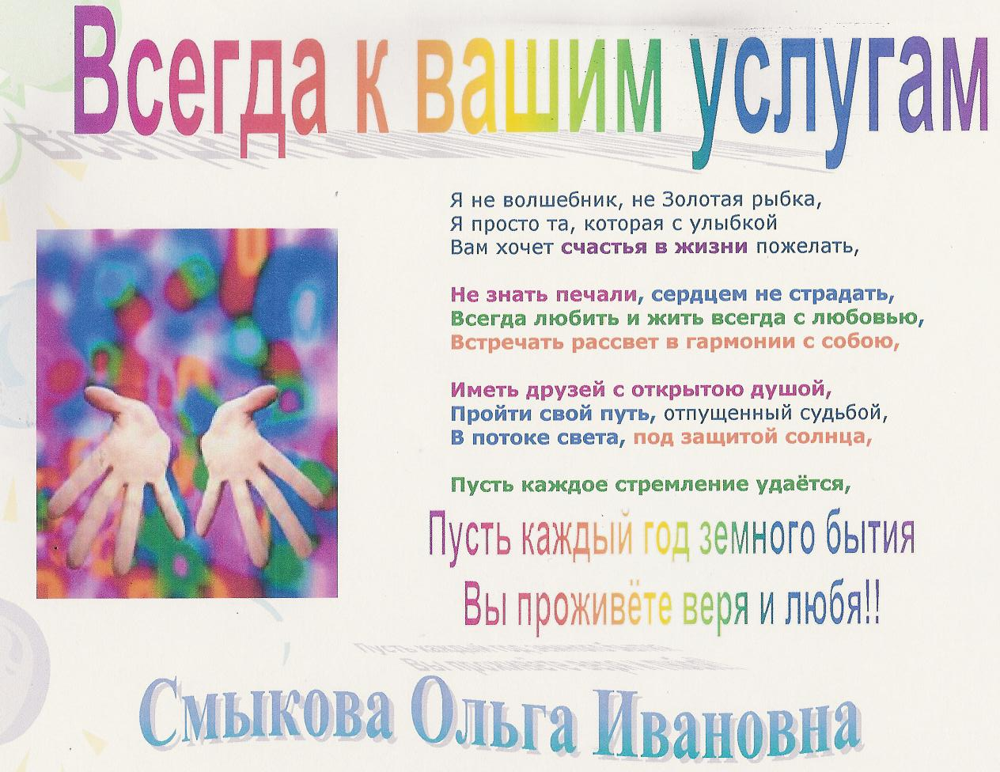 Всегда к вашим услугам
Я не волшебник, не Золотая рыбка,
Я просто та, которая с улыбкой
Вам хочет счастья в жизни пожелать,
Не знать печали, сердцем не страдать,
Всегда любить и жить всегда с любовью,
Встречать рассвет в гармонии с собою,
Иметь друзей с открытою душой,
Пройти свой путь, отпущенный судьбой,
В потоке света, под защитой солнца,
Пусть каждое стремление удаётся,
Пусть каждый год земного бытия
Вы проживёте веря и любя!!
Смыкова Ольга Ивановна